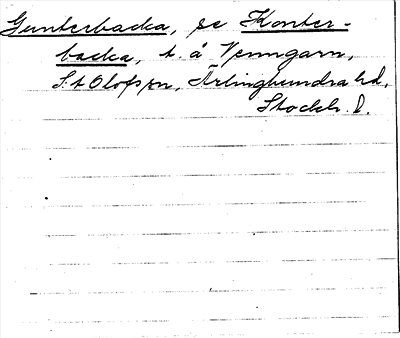 Gunterbacka, se Konter-
backa, t. å Venngarn,
S:t Olofs sn, Ärlinghundra hd,
Stockh. D.